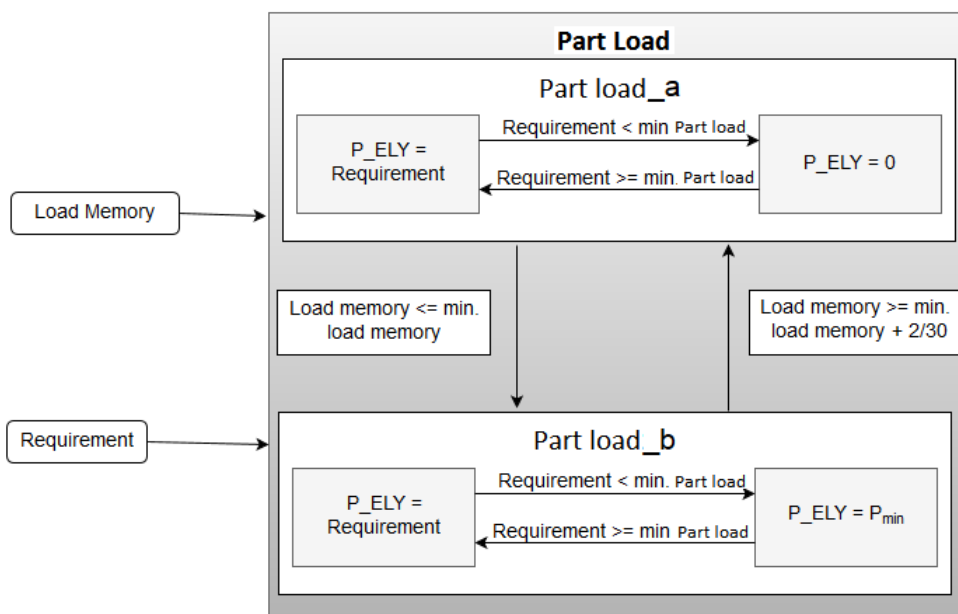 Part Load
Part load_a
P_ELY =
Requirement
Requirement < min Part load
Requirement >= min. Part load
P_ELY = 0
Load Memory
Load memory <= min.
load memory
Load memory >= min.
load memory + 2/30
Requirement
Part load_b
P_ELY =
Requirement
Requirement < min. Part load
Requirement >= min Part load
P_ELY = Pmin